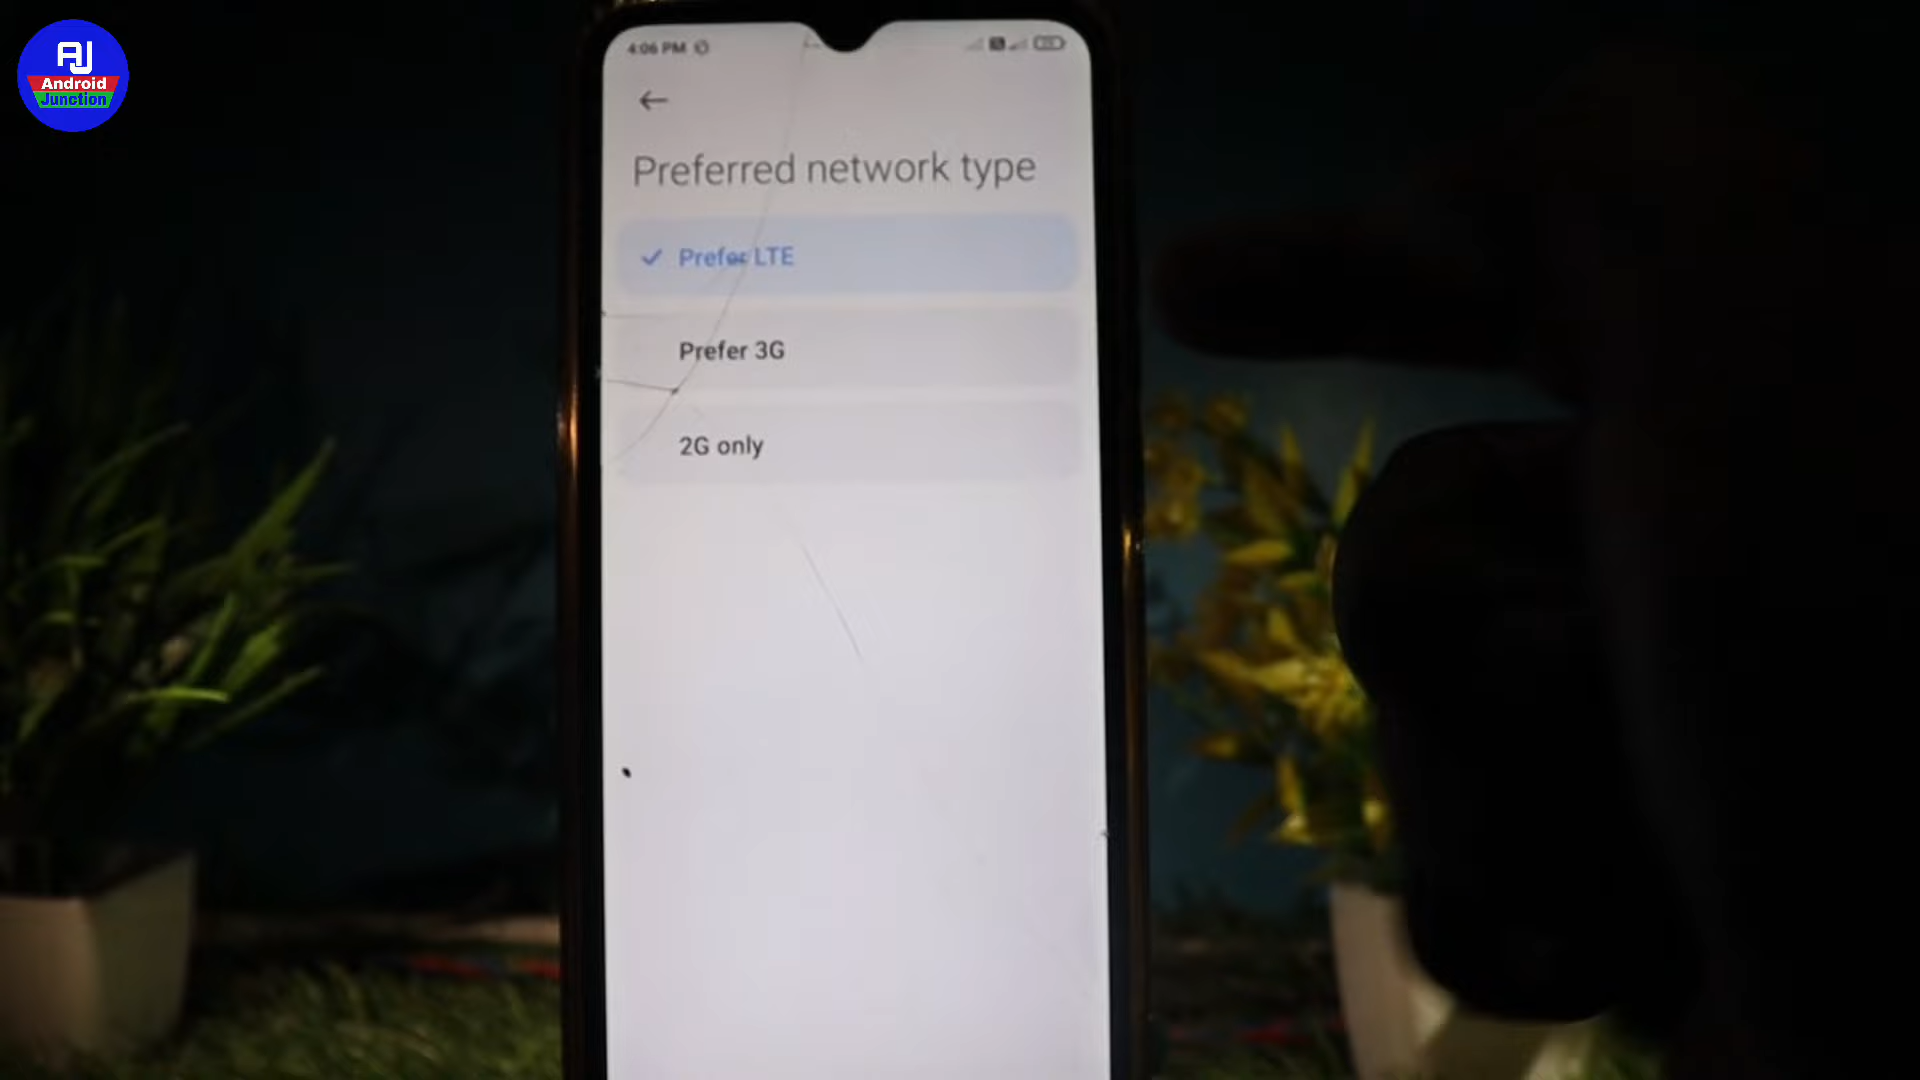 AJ
Android
Junction
4:06 PM
Preferred network type
Prefer LTE
Prefer 3G
2G only